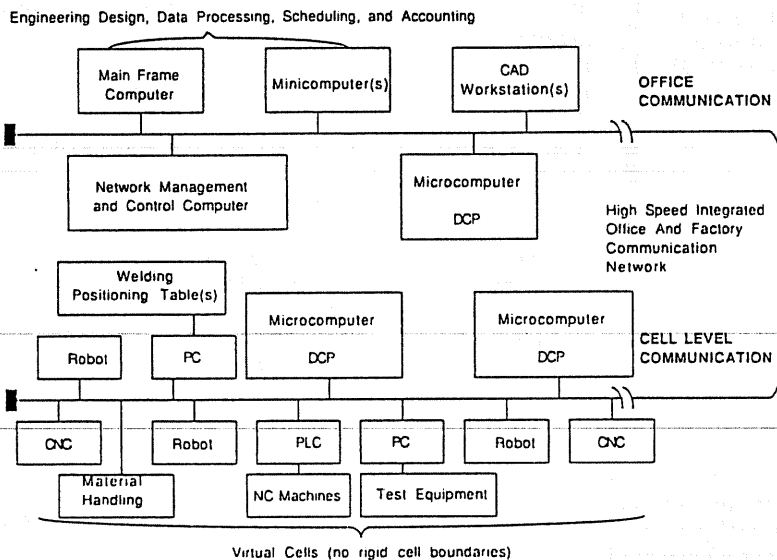 Engineering Design, Data Processing, Scheduling, and Accounting
Main Frame
Computer
Minicomputer(s)
CAD
Workstation(s)
OFFICE
COMMUNICATION
Network Management
and Control Computer
Microcomputer
DCP
High Speed Integrated
Office And Factory
Communication
Network
Welding
Positioning Table(s)
Microcomputer
DCP
Microcomputer
DCP
Robot
PC
CELL LEVEL
COMMUNICATION
CNC
Robot
PLC
PC
Robot
CNC
Material
Handling
NC Machines
Test Equipment
Virtual Cells (no rigid cell boundaries)